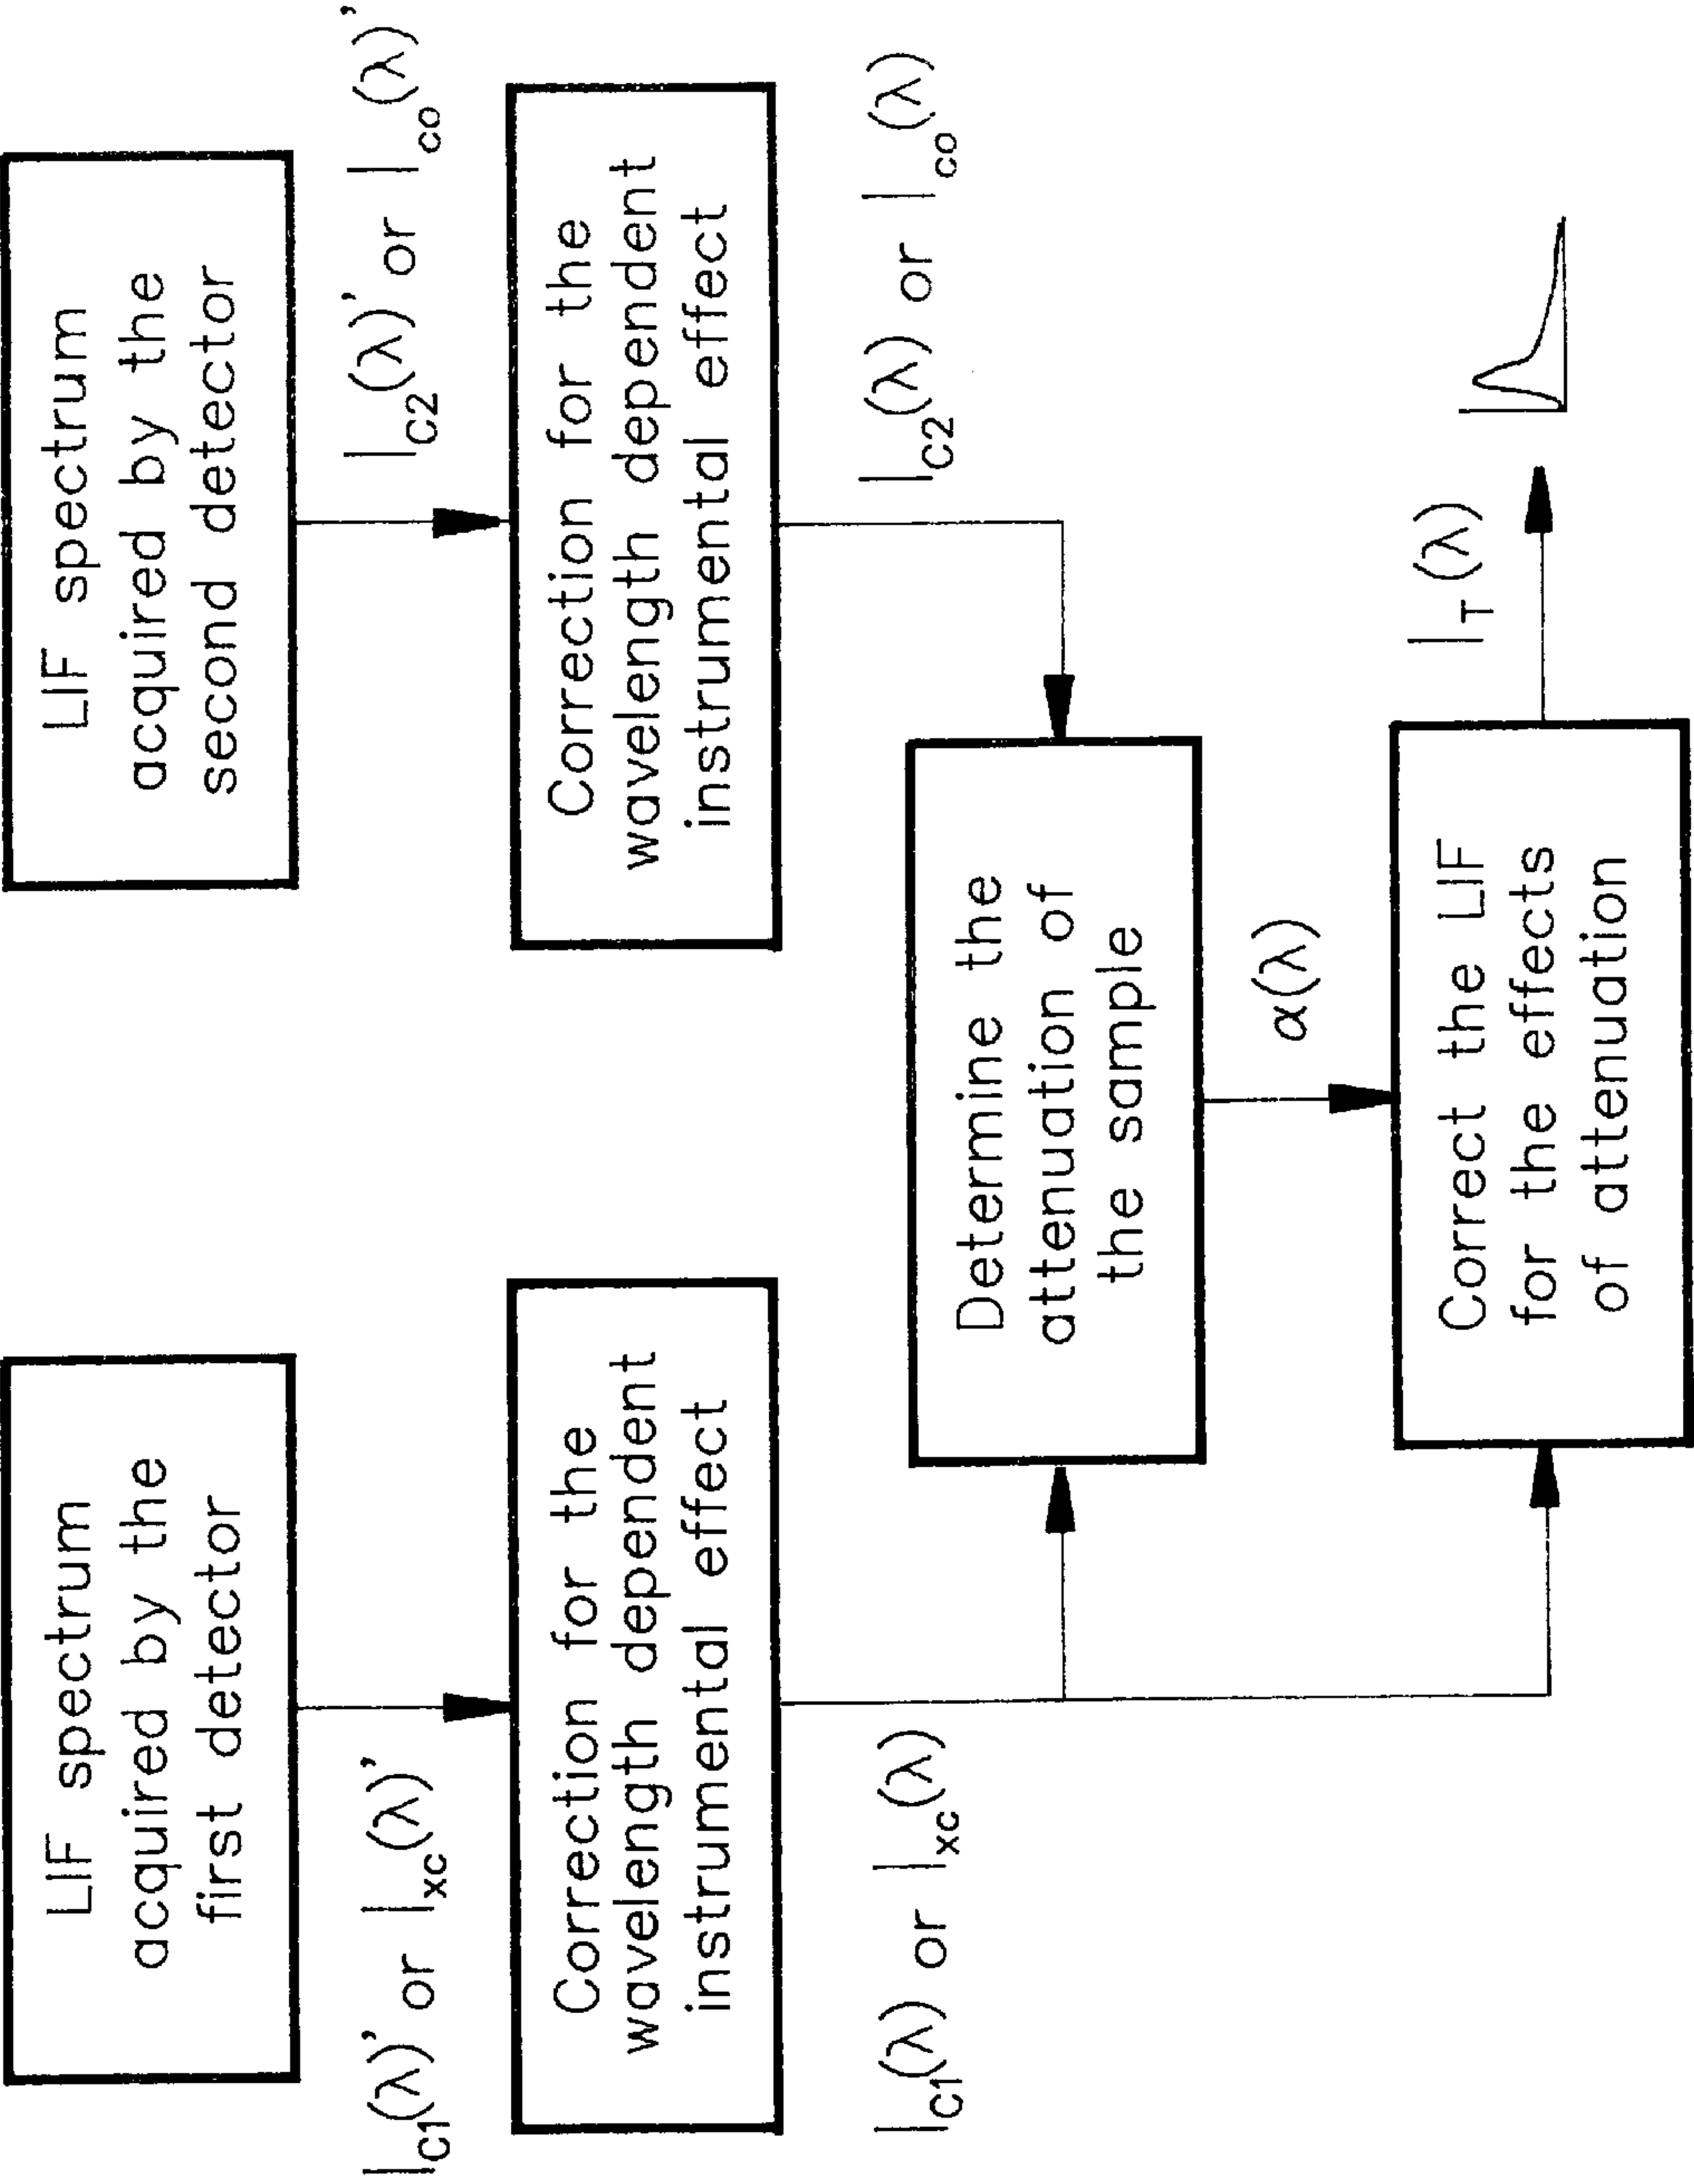 LIF spectrum
acquired by the
first detector
I_C1(λ)' or I_xc(λ)'
Correction for the
wavelength dependent
instrumental effect
I_C1(λ) or I_xc(λ)
LIF spectrum
acquired by the
second detector
I_C2(λ)' or I_co(λ)'
Correction for the
wavelength dependent
instrumental effect
I_C2(λ) or I_co(λ)
Determine the
attenuation of
the sample
α(λ)
Correct the LIF
for the effects
of attenuation
I_T(λ)